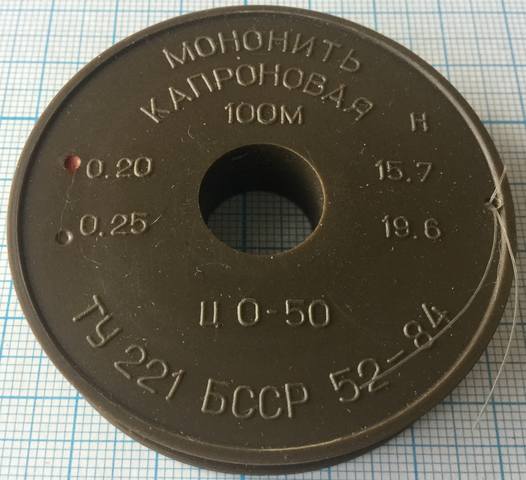 МОНОНИТЬ
КАПРОНОВАЯ
100М
Н
0.20 15.7
0.25 19.6
Ц 0-50
ТУ 221 БССР 52-84